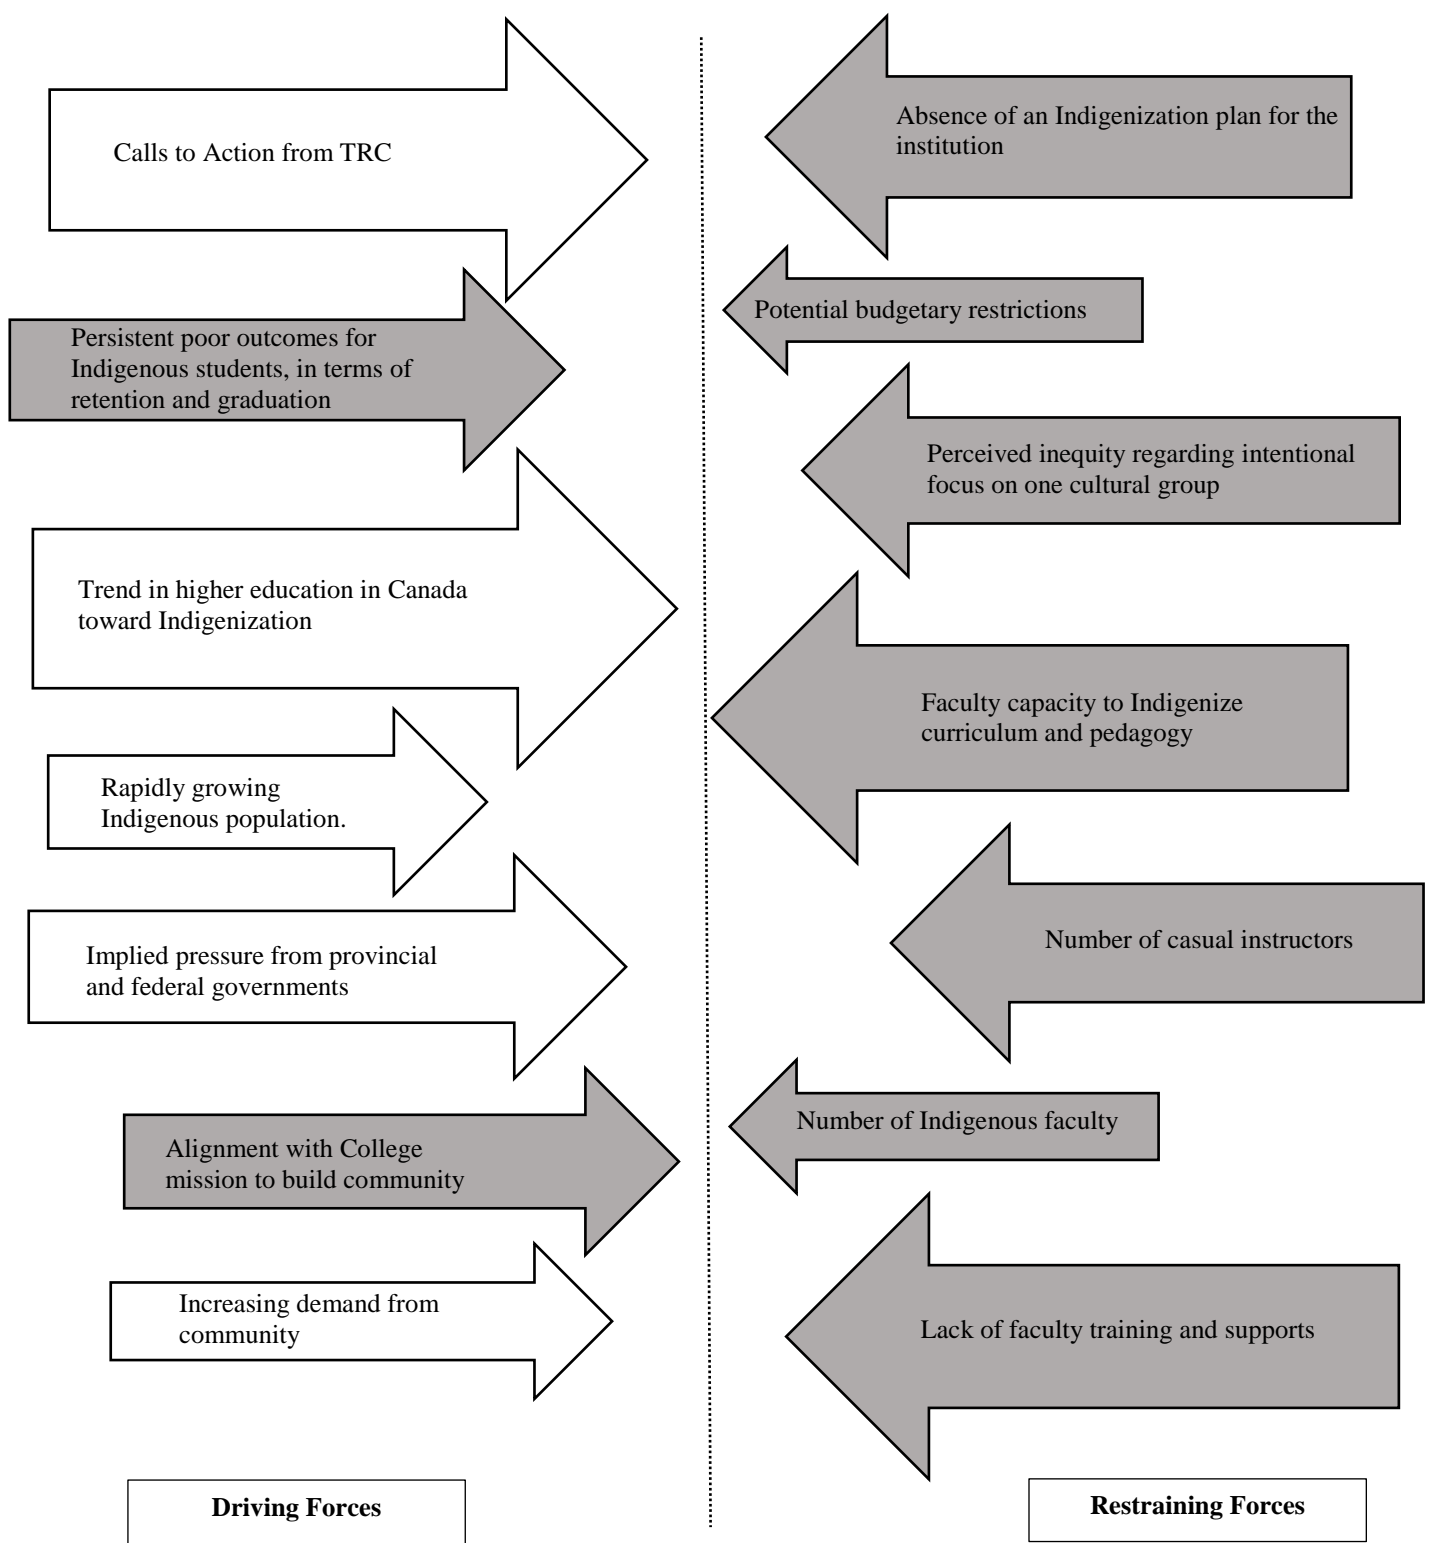 Calls to Action from TRC
Persistent poor outcomes for
Indigenous students, in terms of
retention and graduation
Trend in higher education in Canada
toward Indigenization
Rapidly growing
Indigenous population.
Implied pressure from provincial
and federal governments
Alignment with College
mission to build community
Increasing demand from
community
Driving Forces
Absence of an Indigenization plan for the
institution
Potential budgetary restrictions
Perceived inequity regarding intentional
focus on one cultural group
Faculty capacity to Indigenize
curriculum and pedagogy
Number of casual instructors
Number of Indigenous faculty
Lack of faculty training and supports
Restraining Forces